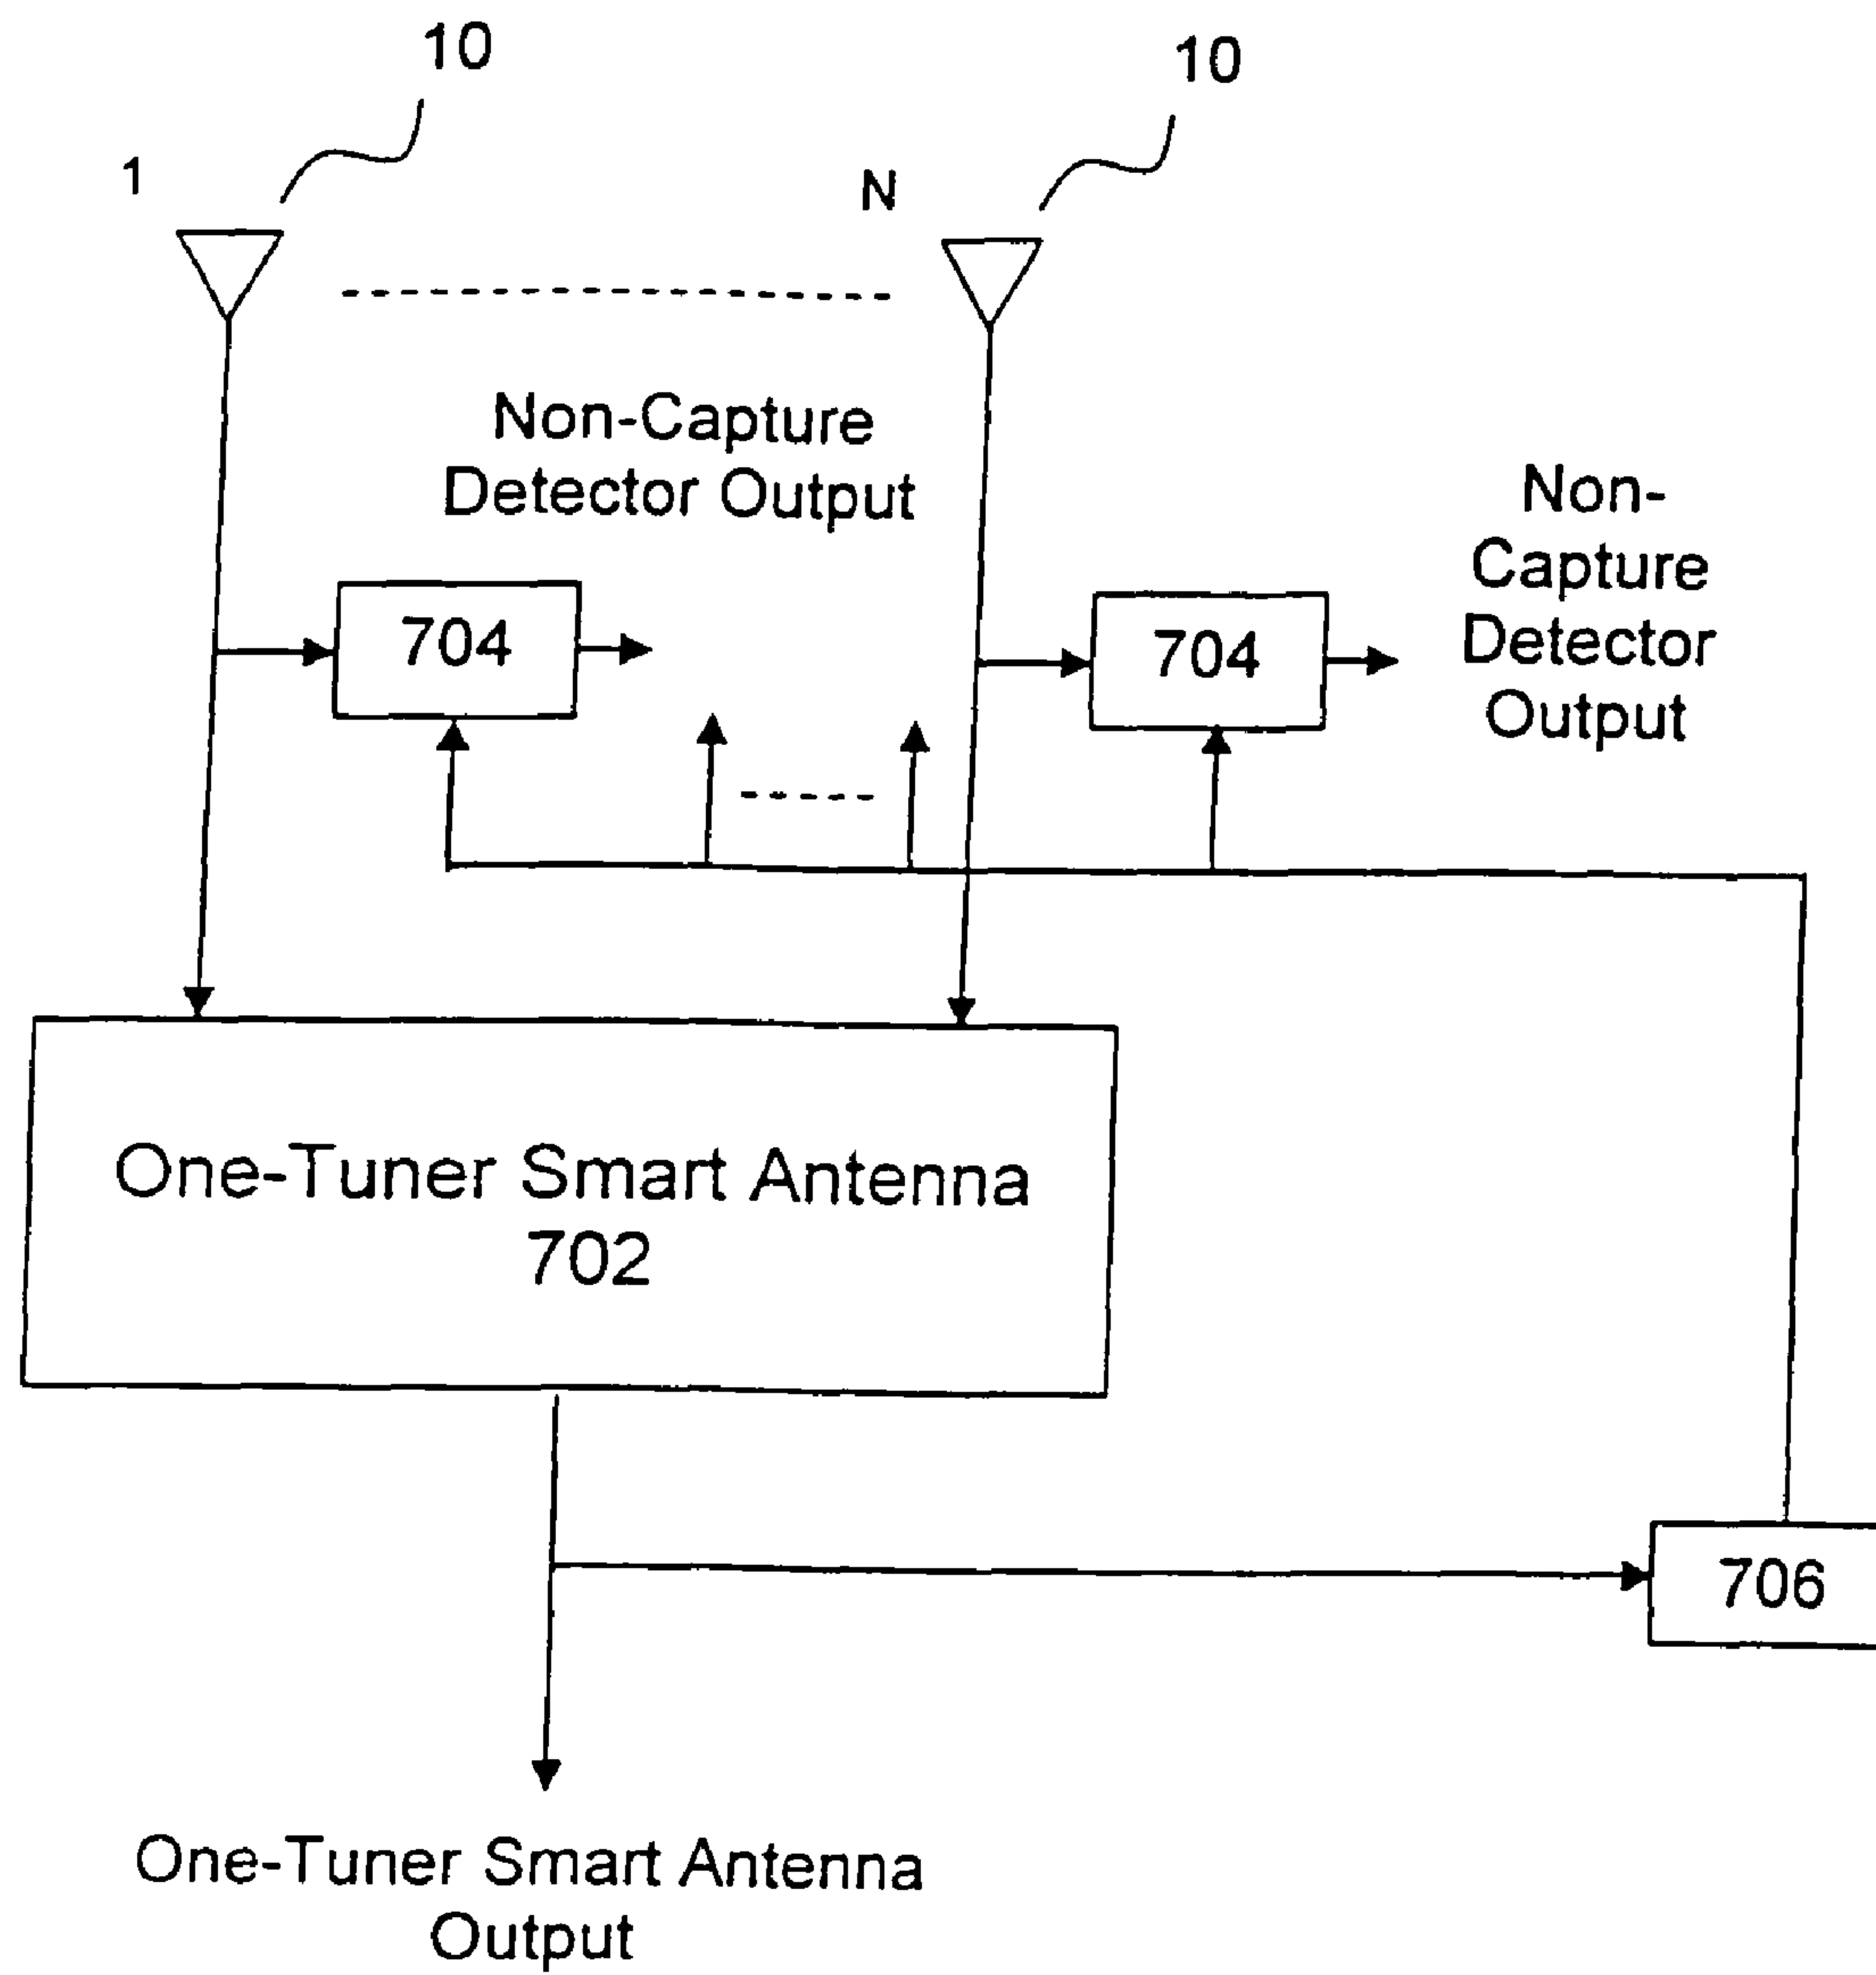 10
10
1
N
Non-Capture
Detector Output
Non-
Capture
Detector
Output
704
704
One-Tuner Smart Antenna
702
706
One-Tuner Smart Antenna
Output